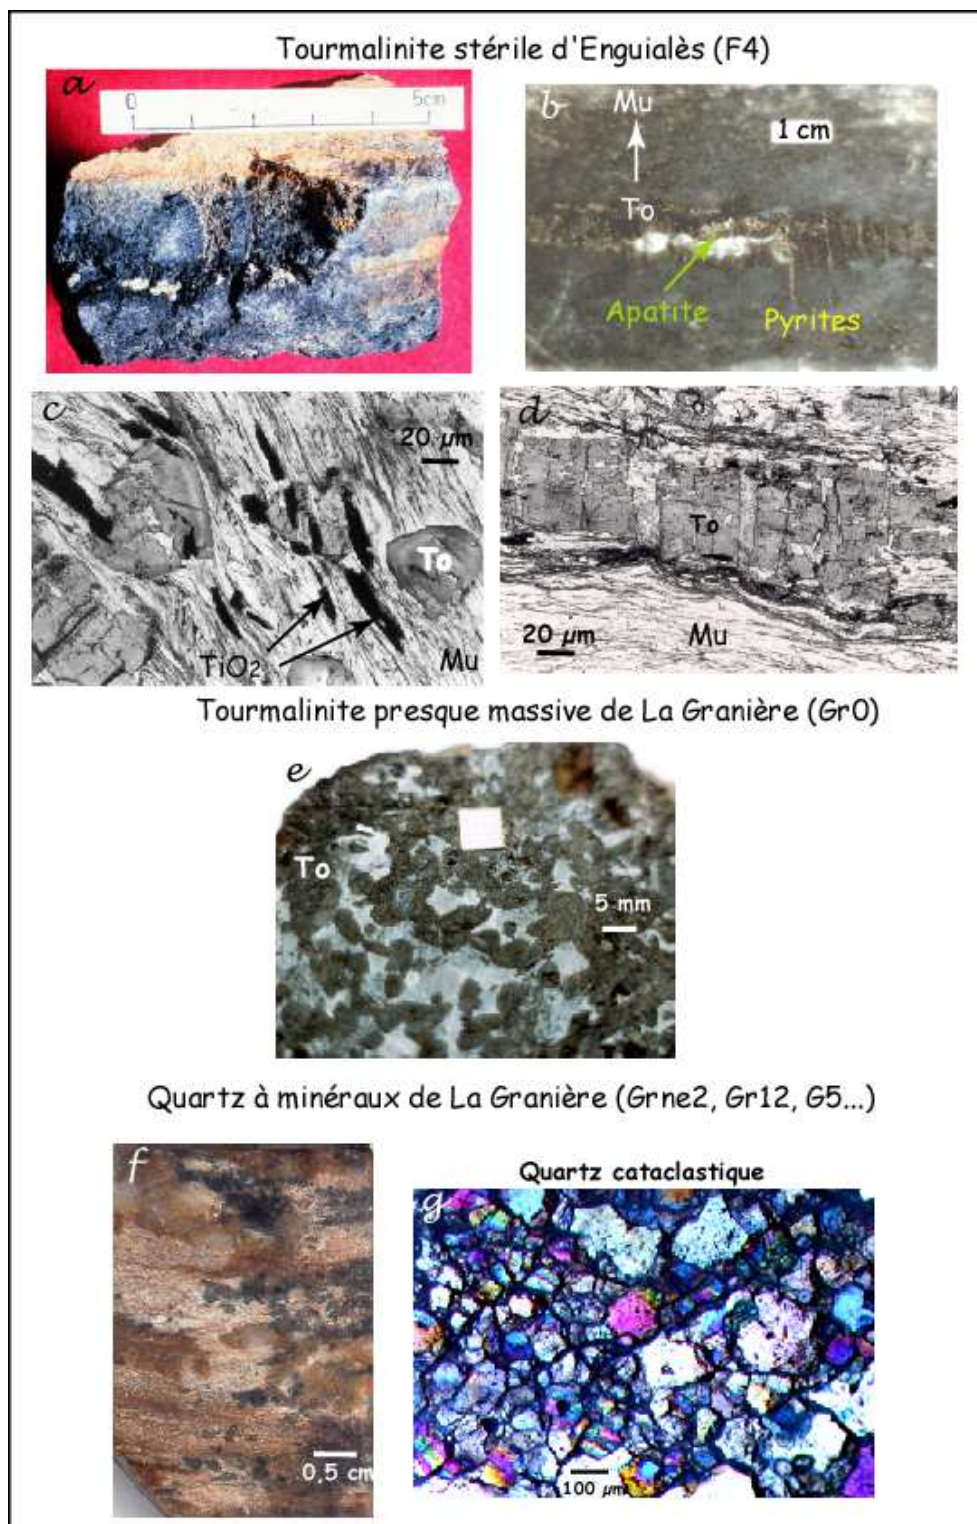 Tourmalinite stérile d'Enguialès (F4)
a
0 5cm
b
Mu
1 cm
To
Apatite
Pyrites
c
20 µm
To
TiO2
Mu
d
To
20 µm
Mu
Tourmalinite presque massive de La Granière (Gr0)
e
To
5 mm
Quartz à minéraux de La Granière (Grne2, Gr12, G5...)
f
0,5 cm
Quartz cataclastique
g
100 µm